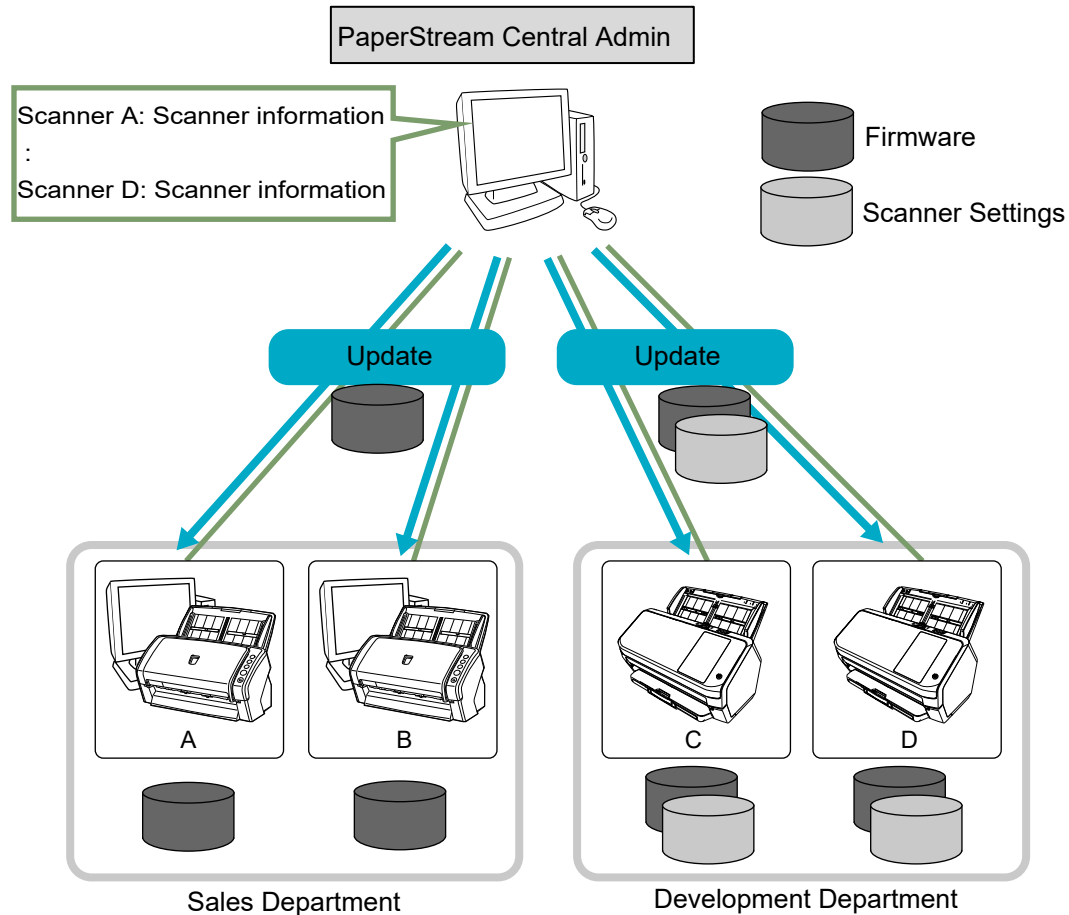 PaperStream Central Admin
Scanner A: Scanner information
:
Scanner D: Scanner information
Firmware
Scanner Settings
Update
Update
A
B
C
D
Sales Department
Development Department